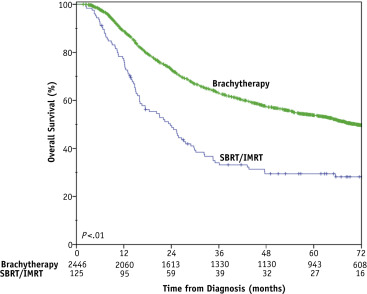 Overall Survival (%)
100
80
60
40
20
0
Brachytherapy
SBRT/IMRT
P<.01
0 12 24 36 48 60 72
Brachytherapy 2446 2060 1613 1330 1130 943 608
SBRT/IMRT 125 95 59 39 32 27 16
Time from Diagnosis (months)